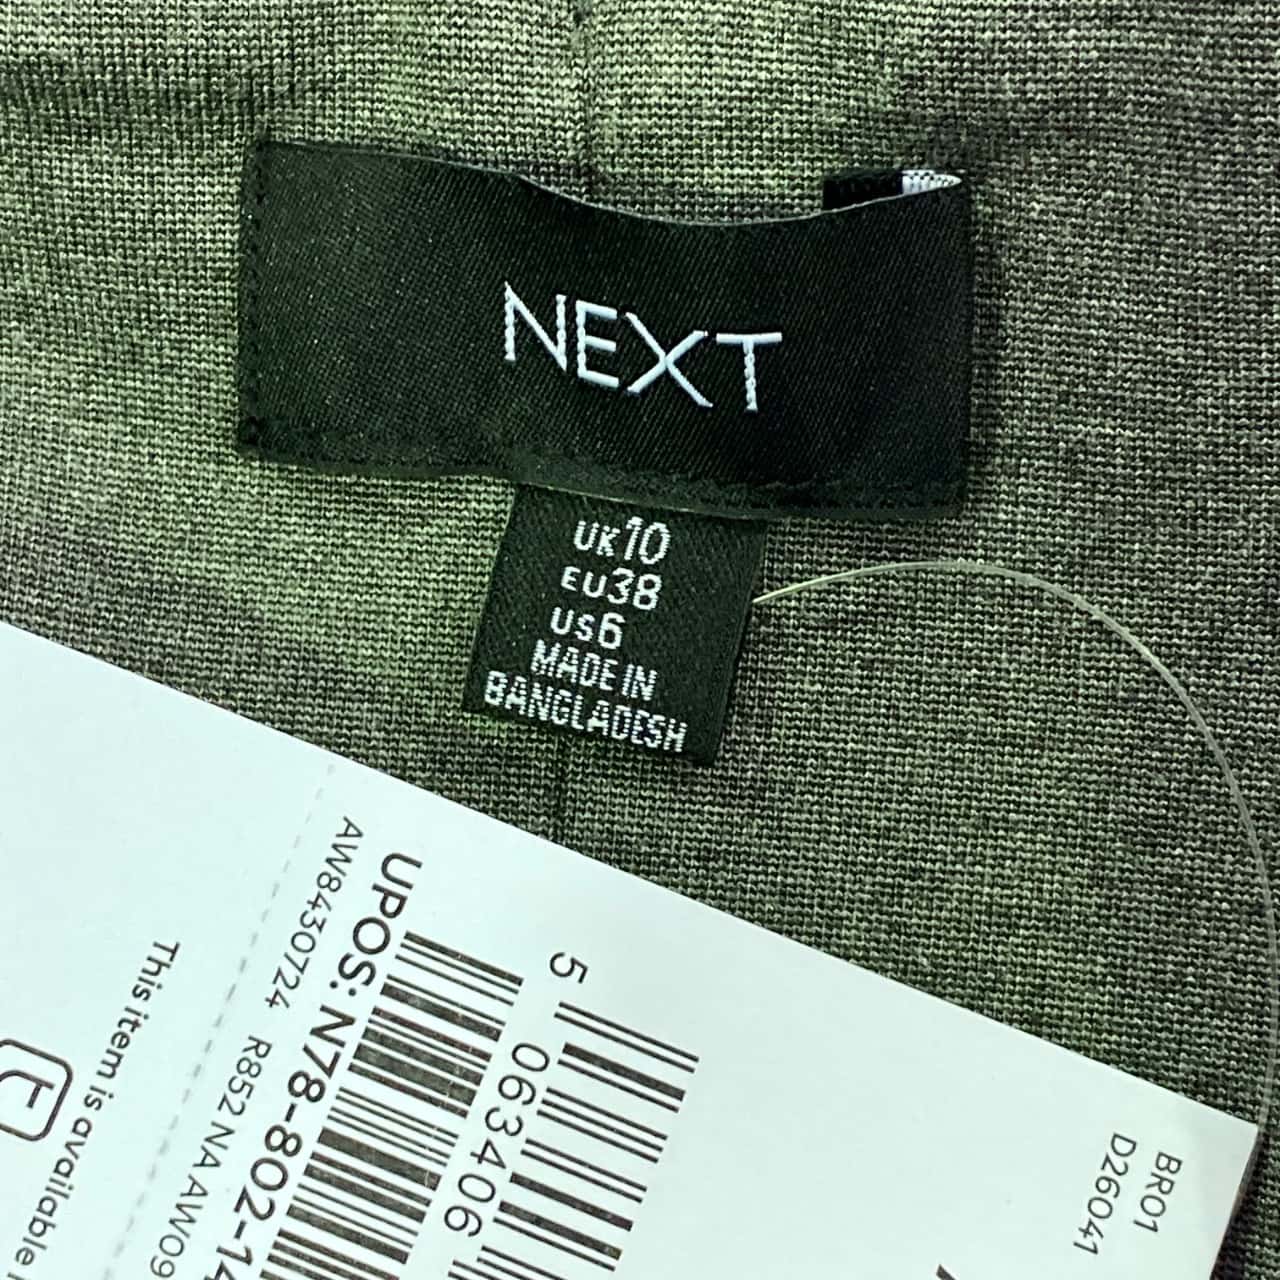 NEXT
UK10
EU38
US6
MADE IN
BANGLADESH
UPOS: N78-802-14
AW8430724 R852 NA AW09
This item is available
5 063406
BR01
D26041